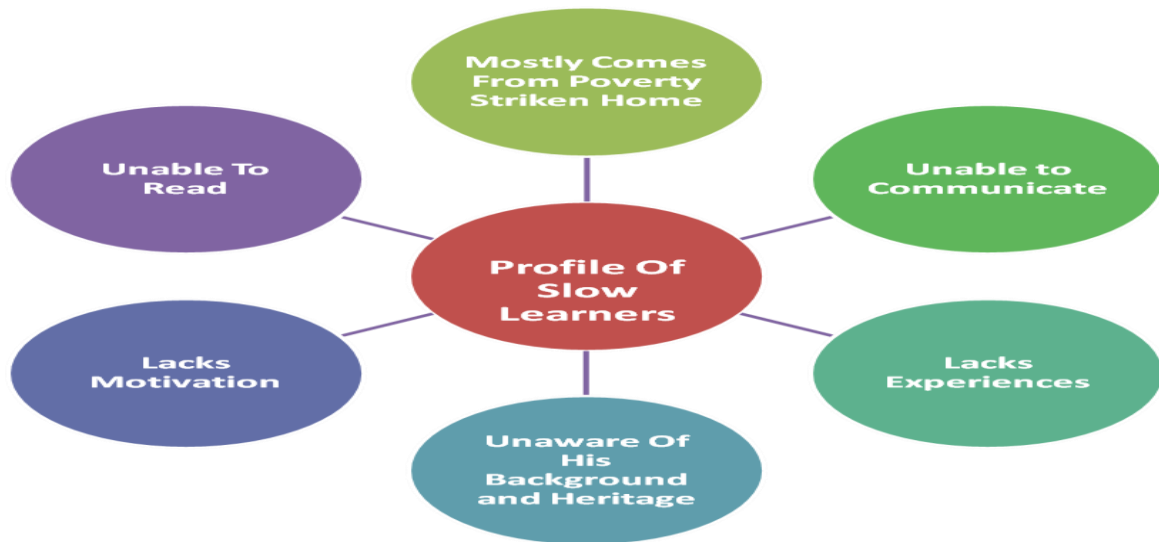 Mostly Comes
From Poverty
Striken Home
Unable To
Read
Unable to
Communicate
Profile Of
Slow
Learners
Lacks
Motivation
Lacks
Experiences
Unaware Of
His
Background
and Heritage